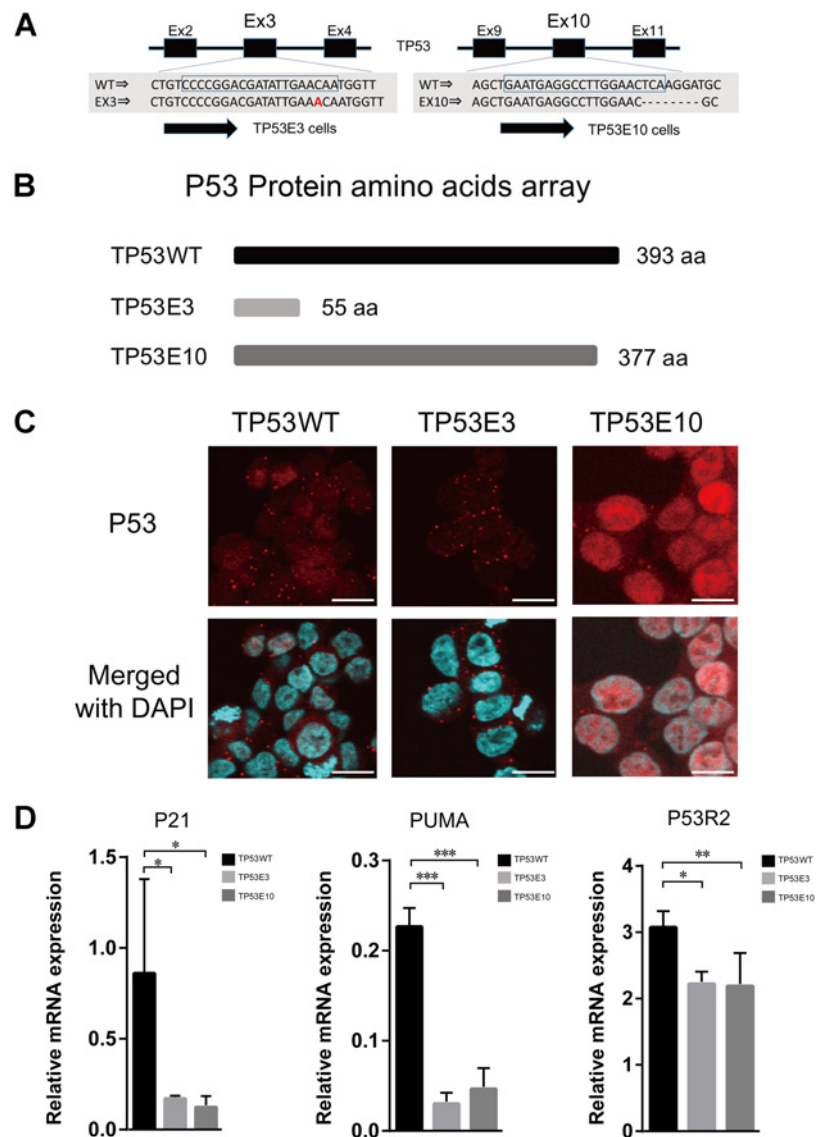 A
Ex2 Ex3 Ex4 TP53 Ex9 Ex10 Ex11
WT⇒ CTGTCCCCGGACGATATTGAACAATGGTT
EX3⇒ CTGTCCCCGGACGATATTGAAACAATGGTT
TP53E3 cells
WT⇒ AGCTGAATGAGGCCTTGGAACTCAAGGATGC
EX10⇒ AGCTGAATGAGGCCTTGGAAC--------GC
TP53E10 cells
B
P53 Protein amino acids array
TP53WT 393 aa
TP53E3 55 aa
TP53E10 377 aa
C
TP53WT TP53E3 TP53E10
P53
Merged
with DAPI
D
P21
Relative mRNA expression
1.5
1.0
0.5
0.0
*
*
TP53WT
TP53E3
TP53E10
PUMA
Relative mRNA expression
0.3
0.2
0.1
0.0
***
***
TP53WT
TP53E3
TP53E10
P53R2
Relative mRNA expression
4
3
2
1
0
**
*
TP53WT
TP53E3
TP53E10